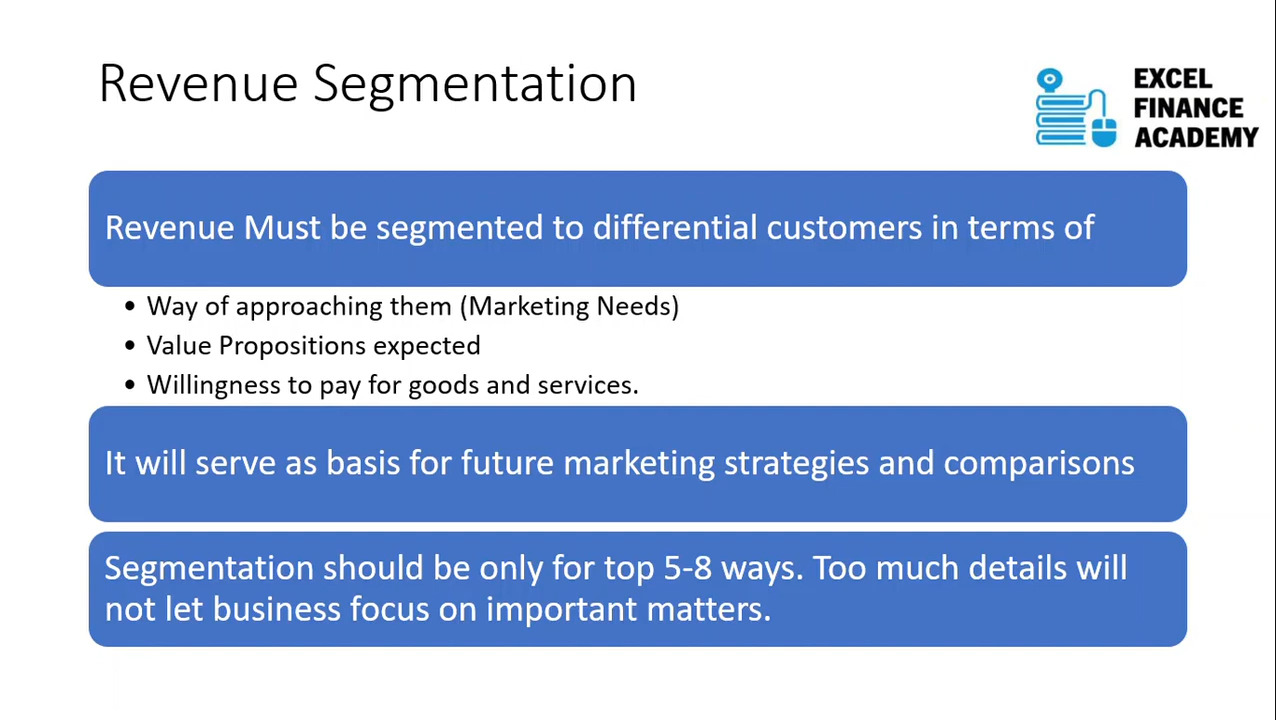 Revenue Segmentation
EXCEL
FINANCE
ACADEMY
Revenue Must be segmented to differential customers in terms of
• Way of approaching them (Marketing Needs)
• Value Propositions expected
• Willingness to pay for goods and services.
It will serve as basis for future marketing strategies and comparisons
Segmentation should be only for top 5-8 ways. Too much details will
not let business focus on important matters.